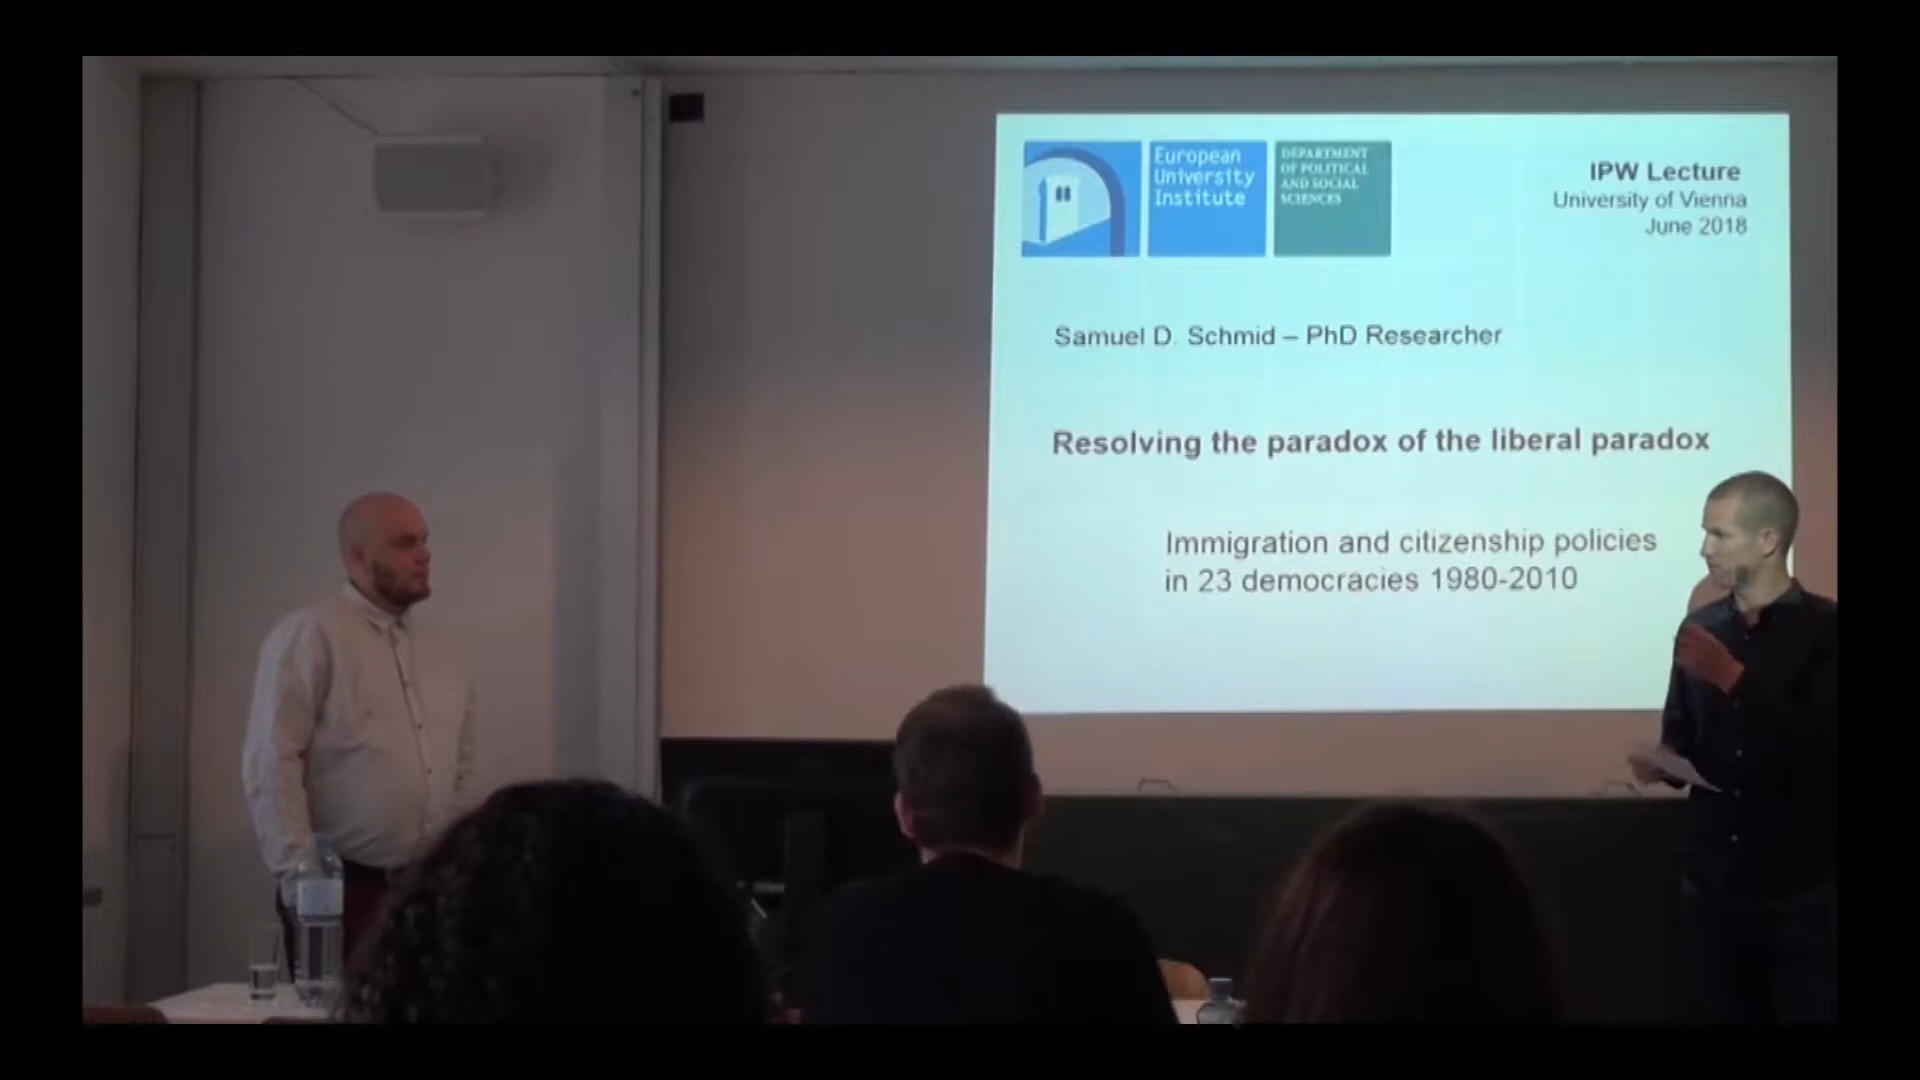 European
University
Institute
DEPARTMENT
OF POLITICAL
AND SOCIAL
SCIENCES
IPW Lecture
University of Vienna
June 2018
Samuel D. Schmid – PhD Researcher
Resolving the paradox of the liberal paradox
Immigration and citizenship policies
in 23 democracies 1980-2010